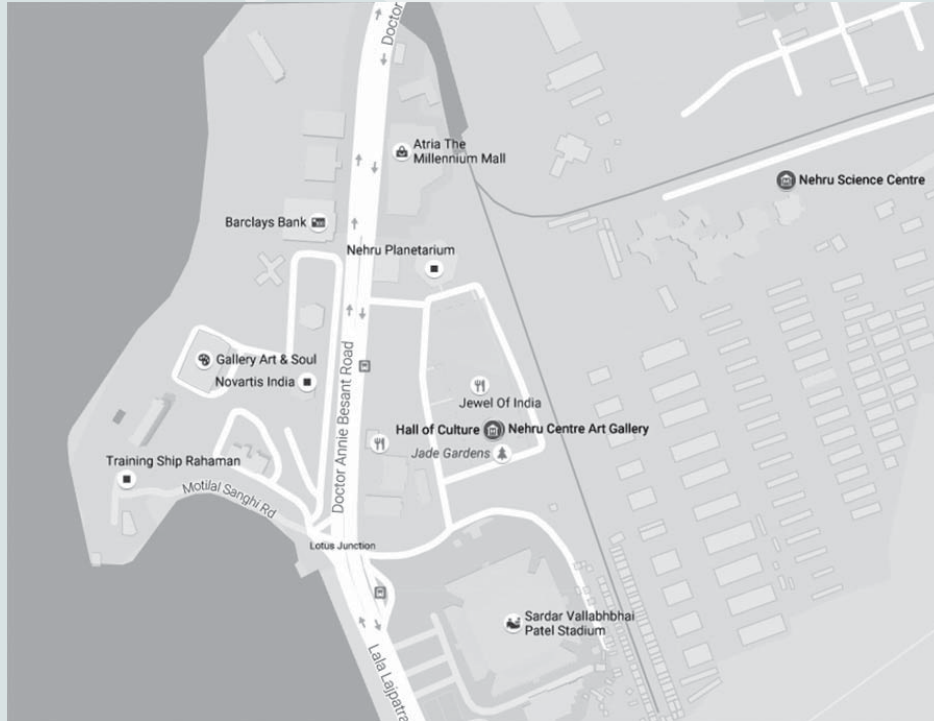 Doctor
Atria The
Millennium Mall
Nehru Science Centre
Barclays Bank
Nehru Planetarium
Gallery Art & Soul
Novartis India
Doctor Annie Besant Road
Jewel Of India
Hall of Culture
Nehru Centre Art Gallery
Jade Gardens
Training Ship Rahaman
Motilal Sanghi Rd
Lotus Junction
Sardar Vallabhbhai
Patel Stadium
Lala Lajpatra